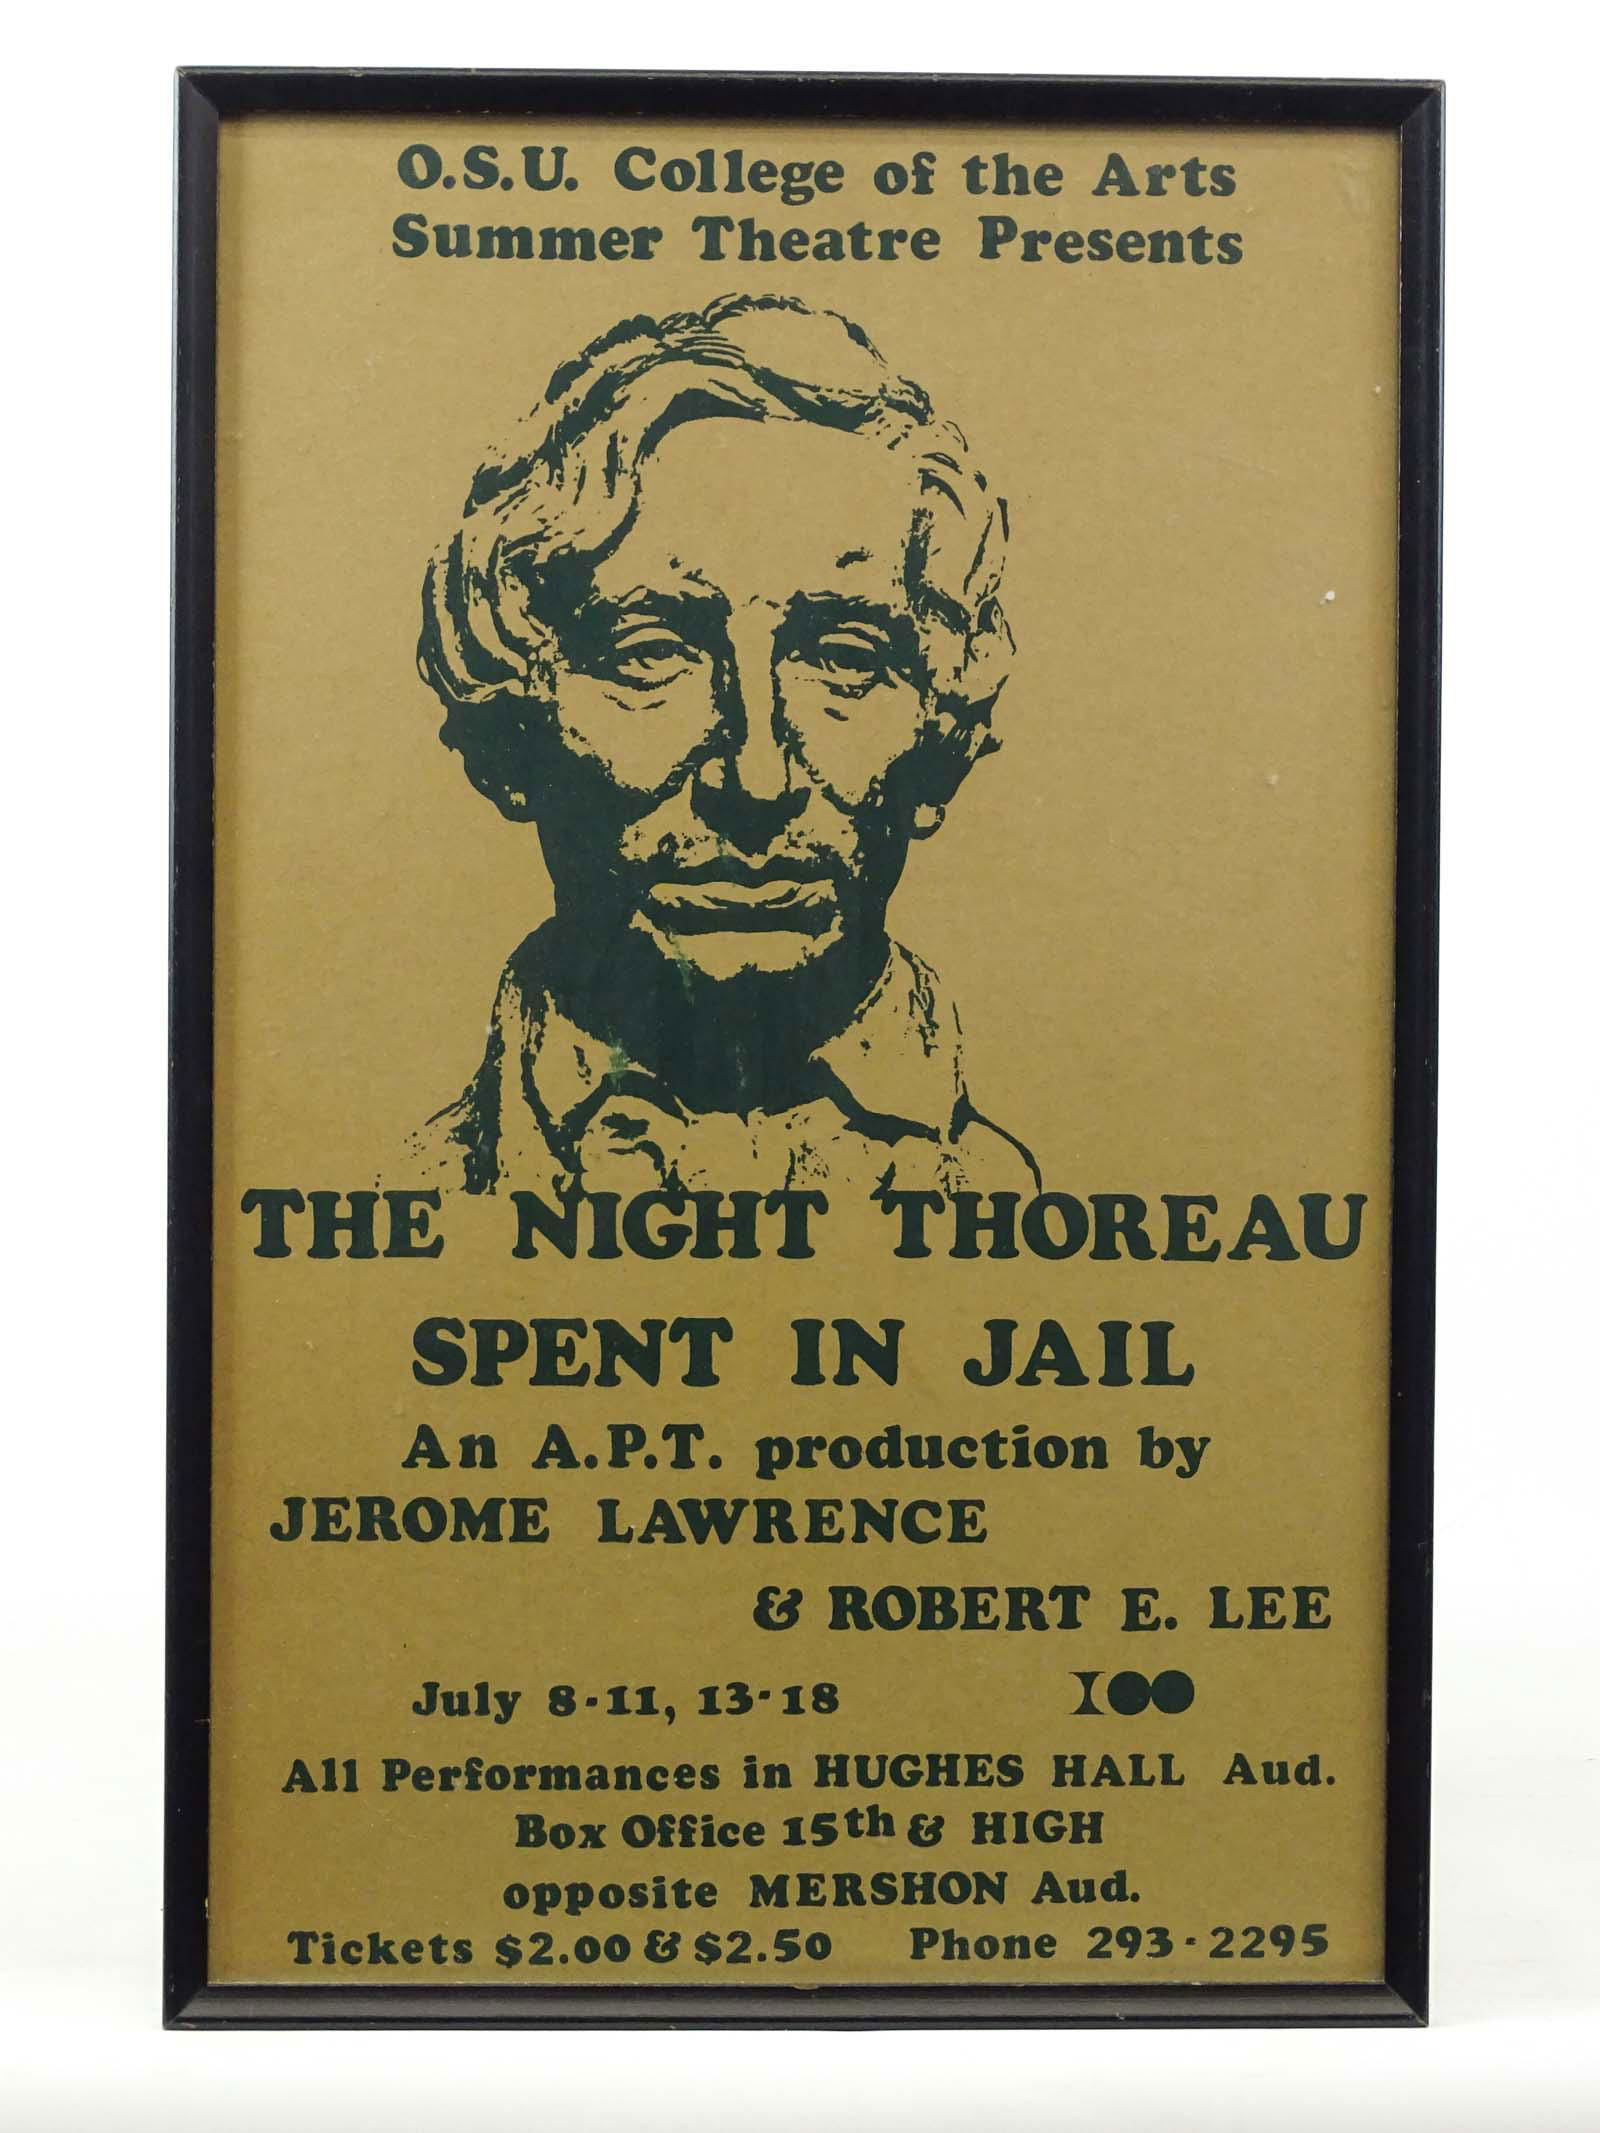 O.S.U. College of the Arts
Summer Theatre Presents
THE NIGHT THOREAU
SPENT IN JAIL
An A.P.T. production by
JEROME LAWRENCE
& ROBERT E. LEE
July 8-11, 13-18 100
All Performances in HUGHES HALL Aud.
Box Office 15th & HIGH
opposite MERSHON Aud.
Tickets $2.00 & $2.50 Phone 293-2295